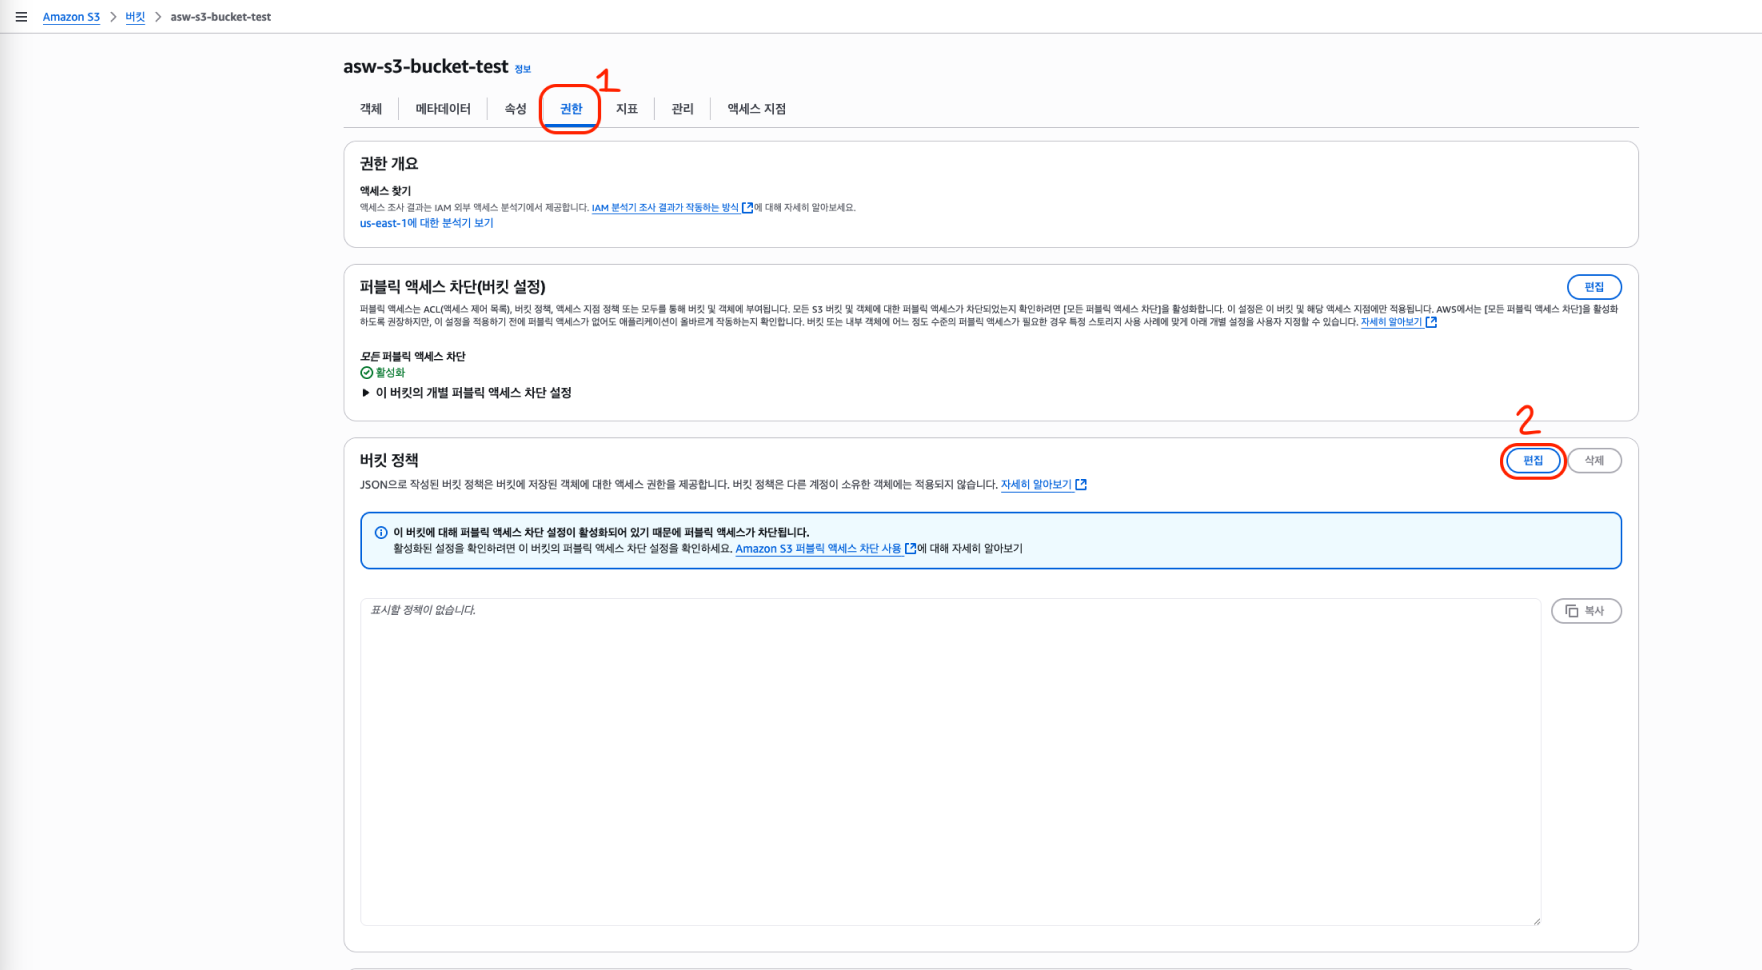 Amazon S3 > 버킷 > asw-s3-bucket-test
asw-s3-bucket-test 정보
1
객체 메타데이터 속성 권한 지표 관리 액세스 지점
권한 개요
액세스 찾기
액세스 조사 결과는 IAM 외부 액세스 분석기에서 제공합니다. IAM 분석기 조사 결과가 작동하는 방식에 대해 자세히 알아보세요.
us-east-1에 대한 분석기 보기
퍼블릭 액세스 차단(버킷 설정) 편집
퍼블릭 액세스는 ACL(액세스 제어 목록), 버킷 정책, 액세스 지점 정책 또는 모두를 통해 버킷 및 객체에 부여됩니다. 모든 S3 버킷 및 객체에 대한 퍼블릭 액세스가 차단되었는지 확인하려면 [모든 퍼블릭 액세스 차단]을 활성화합니다. 이 설정은 이 버킷 및 해당 액세스 지점에만 적용됩니다. AWS에서는 [모든 퍼블릭 액세스 차단]을 활성화
하도록 권장하지만, 이 설정을 적용하기 전에 퍼블릭 액세스가 없어도 애플리케이션이 올바르게 작동하는지 확인합니다. 버킷 또는 내부 객체에 어느 정도 수준의 퍼블릭 액세스가 필요한 경우 특정 스토리지 사용 사례에 맞게 아래 개별 설정을 사용자 지정할 수 있습니다. 자세히 알아보기
모든 퍼블릭 액세스 차단
활성화
이 버킷의 개별 퍼블릭 액세스 차단 설정
2
버킷 정책 편집 삭제
JSON으로 작성된 버킷 정책은 버킷에 저장된 객체에 대한 액세스 권한을 제공합니다. 버킷 정책은 다른 계정이 소유한 객체에는 적용되지 않습니다. 자세히 알아보기
이 버킷에 대해 퍼블릭 액세스 차단 설정이 활성화되어 있기 때문에 퍼블릭 액세스가 차단됩니다.
활성화된 설정을 확인하려면 이 버킷의 퍼블릭 액세스 차단 설정을 확인하세요. Amazon S3 퍼블릭 액세스 차단 사용에 대해 자세히 알아보기
표시할 정책이 없습니다. 복사